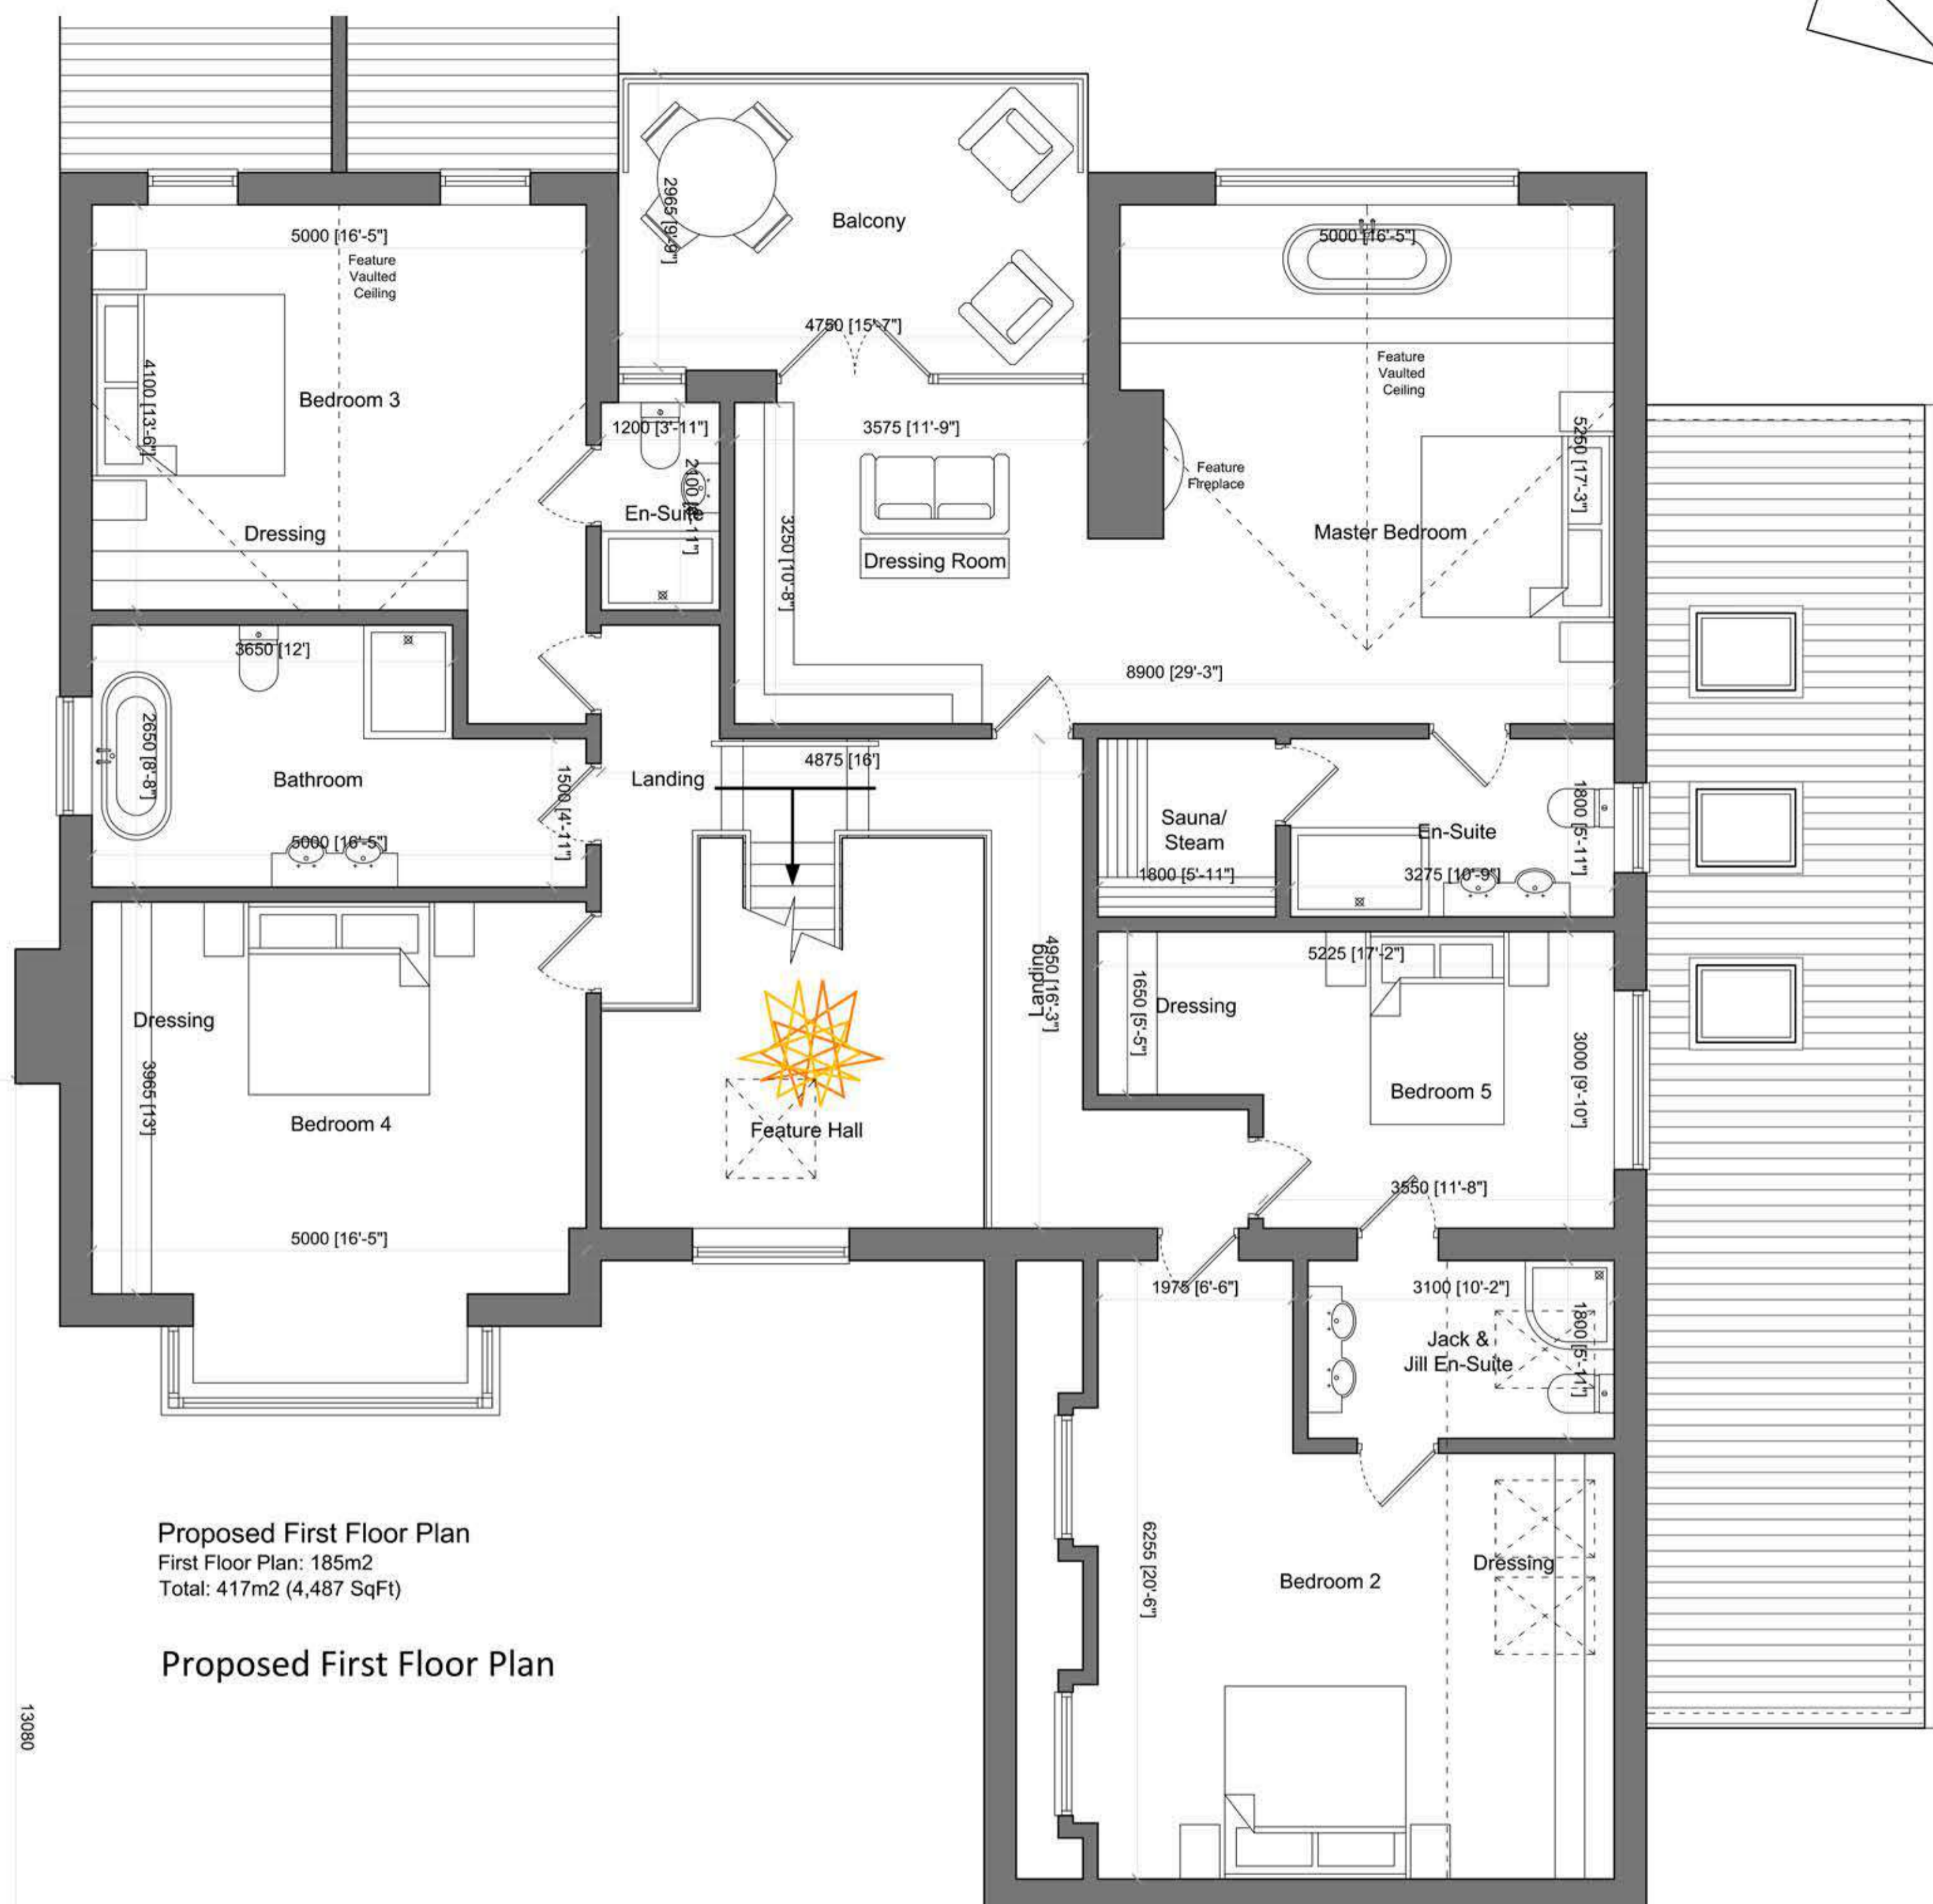 Balcony
2965 [9'-9"]
4750 [15'-7"]
5000 [16'-5"]
Feature
Vaulted
Ceiling
4100 [13'-6"]
Bedroom 3
Dressing
1200 [3'-11"]
En-Suite
3575 [11'-9"]
3250 [10'-8"]
Dressing Room
5000 [16'-5"]
Feature
Vaulted
Ceiling
Feature
Fireplace
5250 [17'-3"]
Master Bedroom
8900 [29'-3"]
3650 [12']
2650 [8'-8"]
Bathroom
1500 [4'-11"]
5000 [16'-5"]
Landing
4875 [16']
Sauna/
Steam
1800 [5'-11"]
En-Suite
1800 [5'-11"]
3275 [10'-9"]
4950 [16'-3"]
Landing
5225 [17'-2"]
1650 [5'-5"]
Dressing
Bedroom 5
3000 [9'-10"]
3550 [11'-8"]
Dressing
3965 [13']
Bedroom 4
5000 [16'-5"]
Feature Hall
1975 [6'-6"]
3100 [10'-2"]
Jack &
Jill En-Suite
1800 [5'-11"]
6255 [20'-6"]
Bedroom 2
Dressing
Proposed First Floor Plan
First Floor Plan: 185m2
Total: 417m2 (4,487 SqFt)
Proposed First Floor Plan
13080